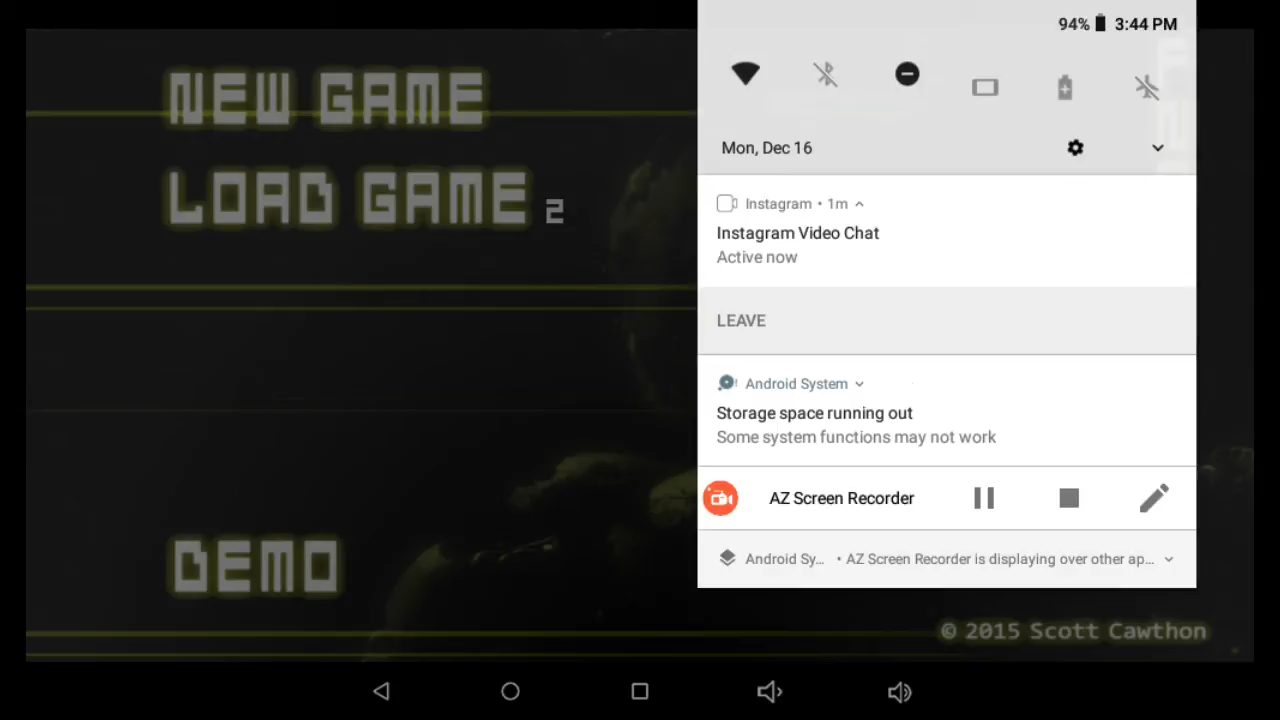 NEW GAME
LOAD GAME 2
DEMO
© 2015 Scott Cawthon
94% 3:44 PM
Mon, Dec 16
Instagram • 1m
Instagram Video Chat
Active now
LEAVE
Android System
Storage space running out
Some system functions may not work
AZ Screen Recorder
Android Sy... • AZ Screen Recorder is displaying over other ap...